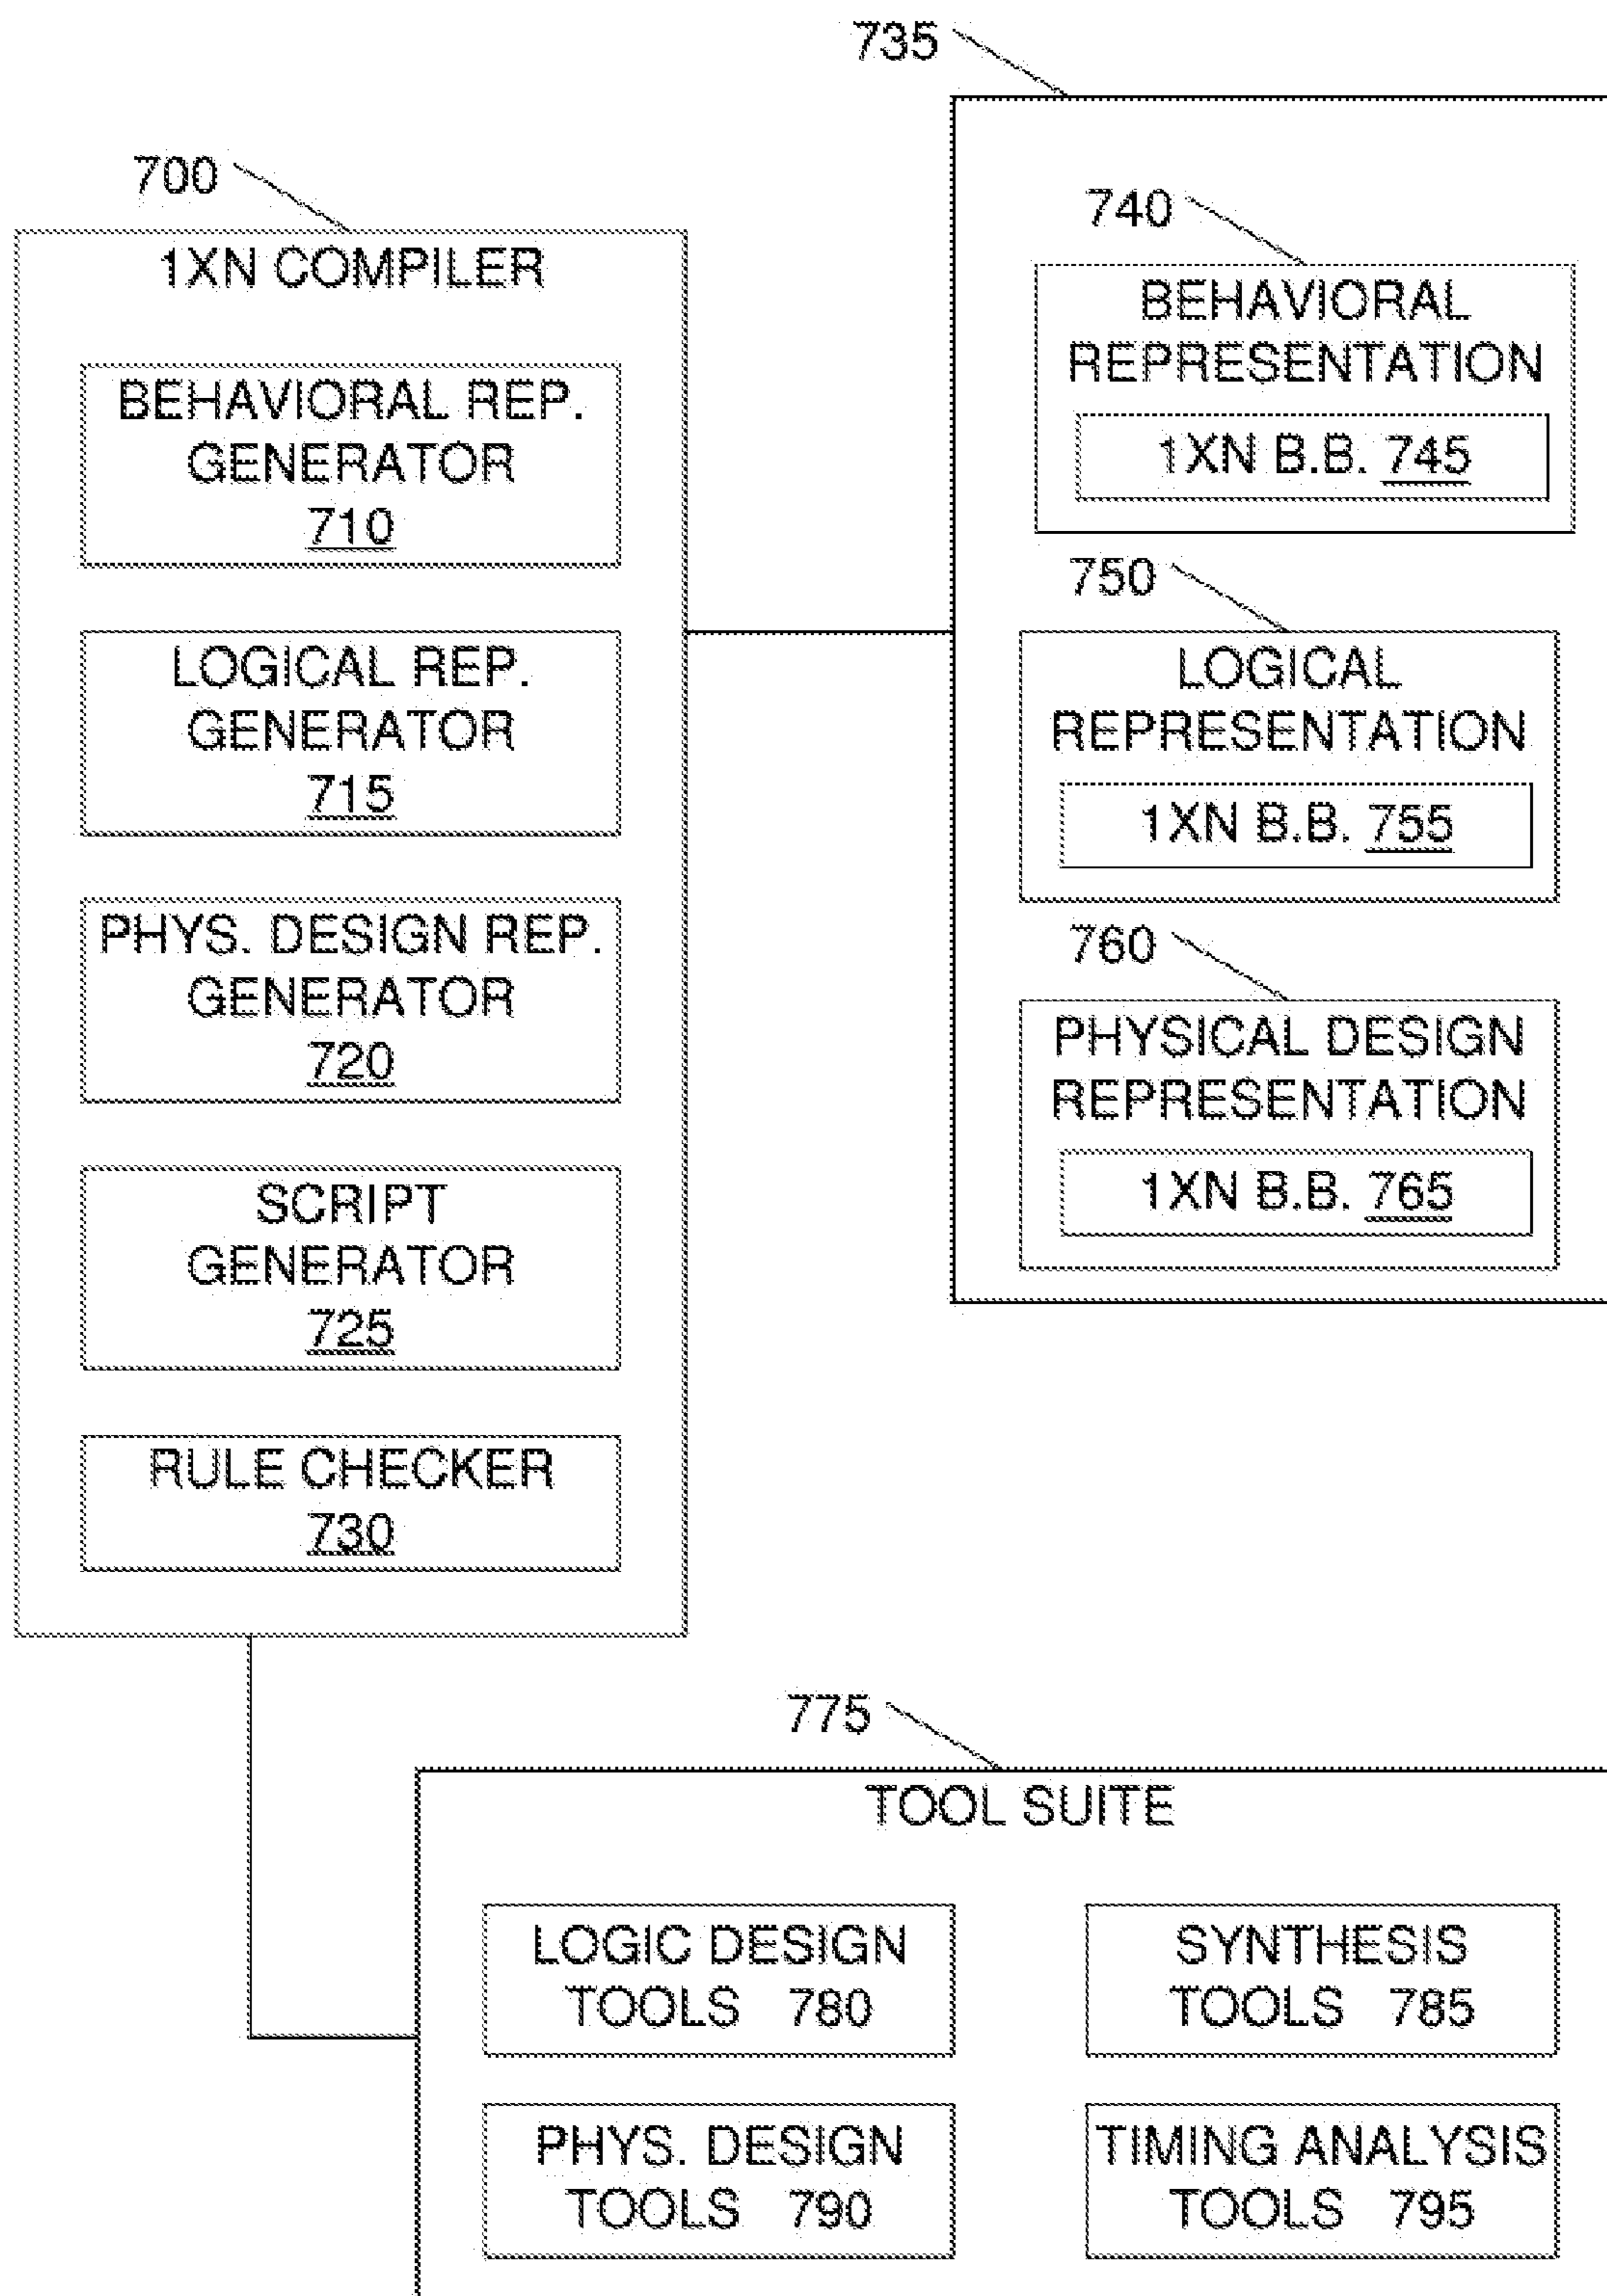 735
700
1XN COMPILER
BEHAVIORAL REP.
GENERATOR
710
LOGICAL REP.
GENERATOR
715
PHYS. DESIGN REP.
GENERATOR
720
SCRIPT
GENERATOR
725
RULE CHECKER
730
740
BEHAVIORAL
REPRESENTATION
1XN B.B. 745
750
LOGICAL
REPRESENTATION
1XN B.B. 755
760
PHYSICAL DESIGN
REPRESENTATION
1XN B.B. 765
775
TOOL SUITE
LOGIC DESIGN
TOOLS 780
SYNTHESIS
TOOLS 785
PHYS. DESIGN
TOOLS 790
TIMING ANALYSIS
TOOLS 795